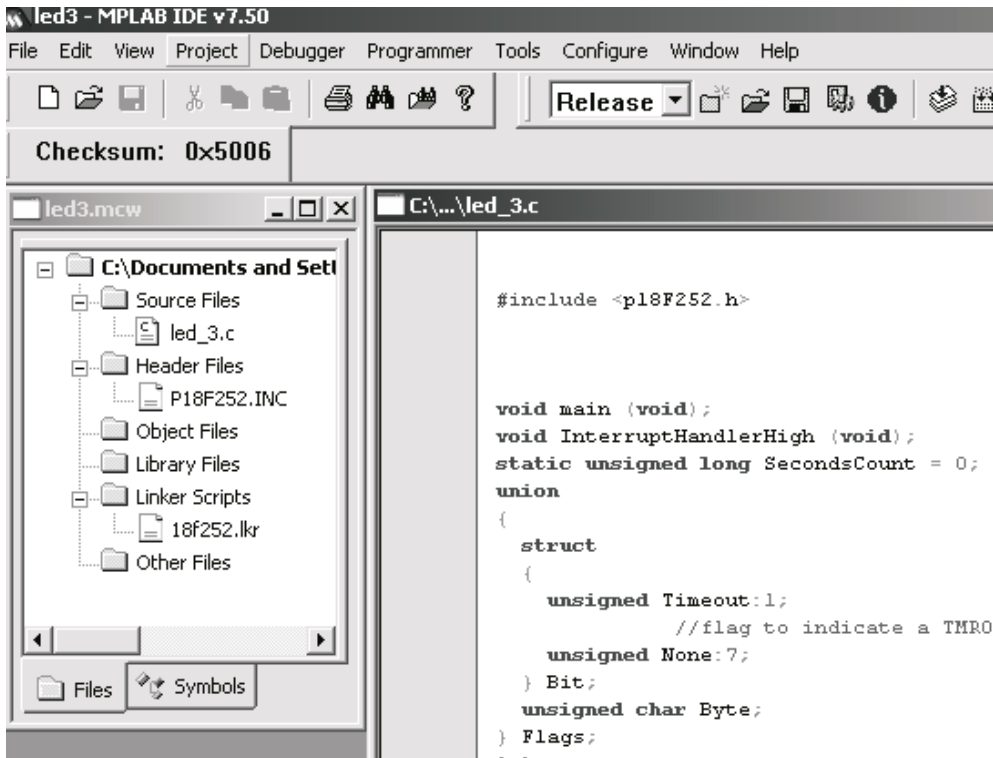 led3 - MPLAB IDE v7.50
File Edit View Project Debugger Programmer Tools Configure Window Help
Release
Checksum: 0x5006
led3.mcw
C:\Documents and Sett
Source Files
led_3.c
Header Files
P18F252.INC
Object Files
Library Files
Linker Scripts
18f252.lkr
Other Files
Files Symbols
C:\...\led_3.c
#include <p18F252.h>
void main (void);
void InterruptHandlerHigh (void);
static unsigned long SecondsCount = 0;
union
{
struct
{
unsigned Timeout:1;
//flag to indicate a TMR0
unsigned None:7;
} Bit;
unsigned char Byte;
} Flags;